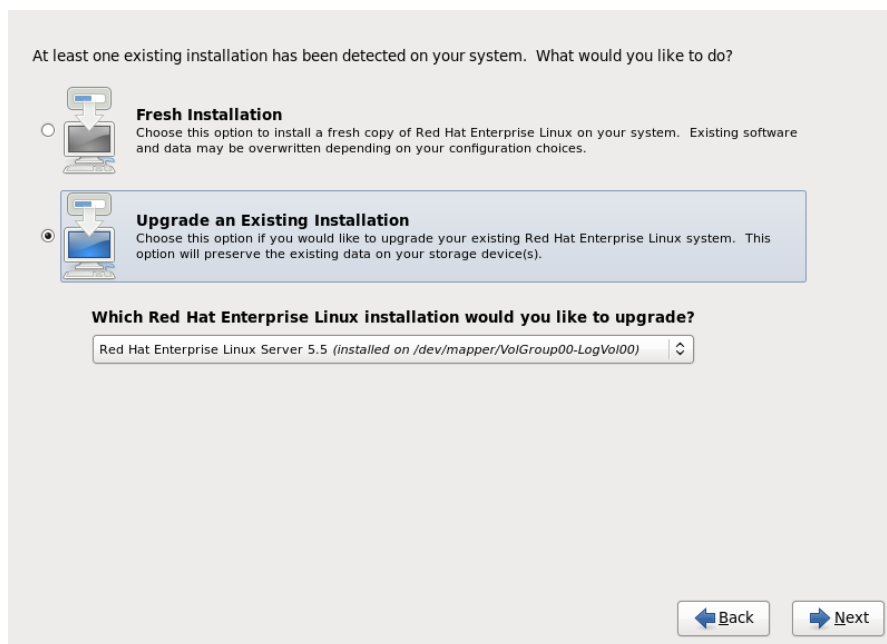 At least one existing installation has been detected on your system.  What would you like to do?
Fresh Installation
Choose this option to install a fresh copy of Red Hat Enterprise Linux on your system.  Existing software
and data may be overwritten depending on your configuration choices.
Upgrade an Existing Installation
Choose this option if you would like to upgrade your existing Red Hat Enterprise Linux system.  This
option will preserve the existing data on your storage device(s).
Which Red Hat Enterprise Linux installation would you like to upgrade?
Red Hat Enterprise Linux Server 5.5 (installed on /dev/mapper/VolGroup00-LogVol00)
Back
Next